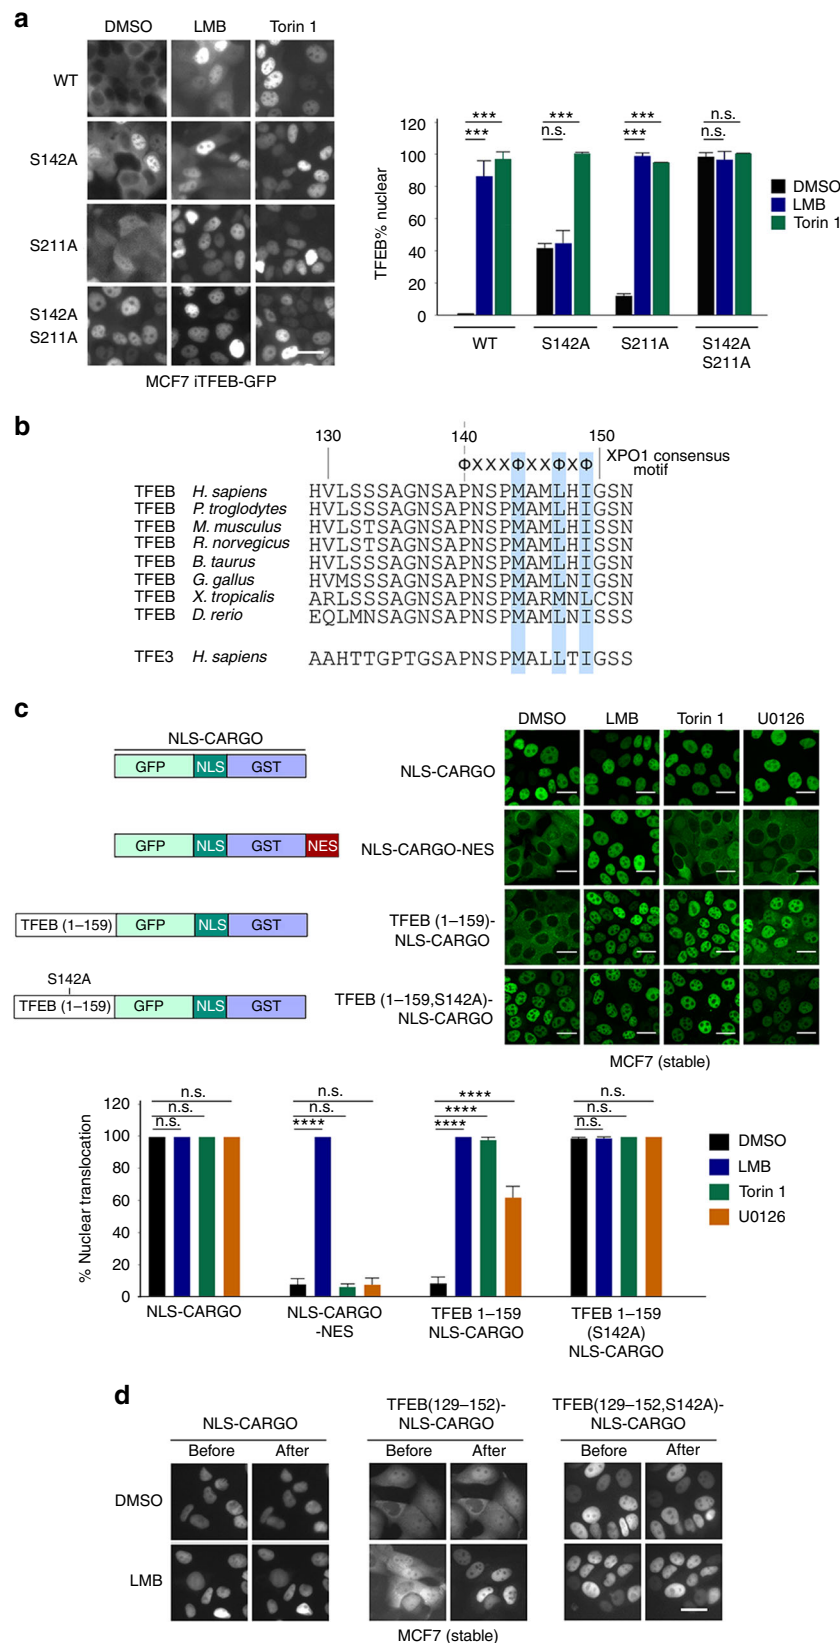 a
DMSO LMB Torin 1
WT
S142A
S211A
S142A
S211A
MCF7 iTFEB-GFP
TFEB% nuclear
120
100
80
60
40
20
0
*** *** n.s. *** *** *** n.s. n.s.
WT S142A S211A S142A
S211A
DMSO
LMB
Torin 1
b
130 140 150
ΦXXXΦXXΦXΦ XPO1 consensus
motif
TFEB H. sapiens HVLSSSAGNSAPNSPMAMLHIGSN
TFEB P. troglodytes HVLSSSAGNSAPNSPMAMLHIGSN
TFEB M. musculus HVLSTSAGNSAPNSPMAMLHIGSN
TFEB R. norvegicus HVLSTSAGNSAPNSPMAMLHISSN
TFEB B. taurus HVLSSSAGNSAPNSPMAMLHIGSN
TFEB G. gallus HVMSSSAGNSAPNSPMAMLNIGSN
TFEB X. tropicalis ARLSSSAGNSAPNSPMARMNLCSN
TFEB D. rerio EQLMNSAGNSAPNSPMAMLNISSS
TFE3 H. sapiens AAHTTGPTGSAPNSPMALLTIGSS
c
NLS-CARGO
GFP NLS GST
GFP NLS GST NES
TFEB (1–159) GFP NLS GST
S142A
TFEB (1–159) GFP NLS GST
DMSO LMB Torin 1 U0126
NLS-CARGO
NLS-CARGO-NES
TFEB (1–159)-
NLS-CARGO
TFEB (1–159,S142A)-
NLS-CARGO
MCF7 (stable)
% Nuclear translocation
120
100
80
60
40
20
0
n.s. n.s. n.s.
n.s. n.s. ****
**** **** ****
n.s. n.s. n.s.
NLS-CARGO
NLS-CARGO
-NES
TFEB 1–159
NLS-CARGO
TFEB 1–159
(S142A)
NLS-CARGO
DMSO
LMB
Torin 1
U0126
d
NLS-CARGO
TFEB(129–152)-
NLS-CARGO
TFEB(129–152,S142A)-
NLS-CARGO
Before After Before After Before After
DMSO
LMB
MCF7 (stable)